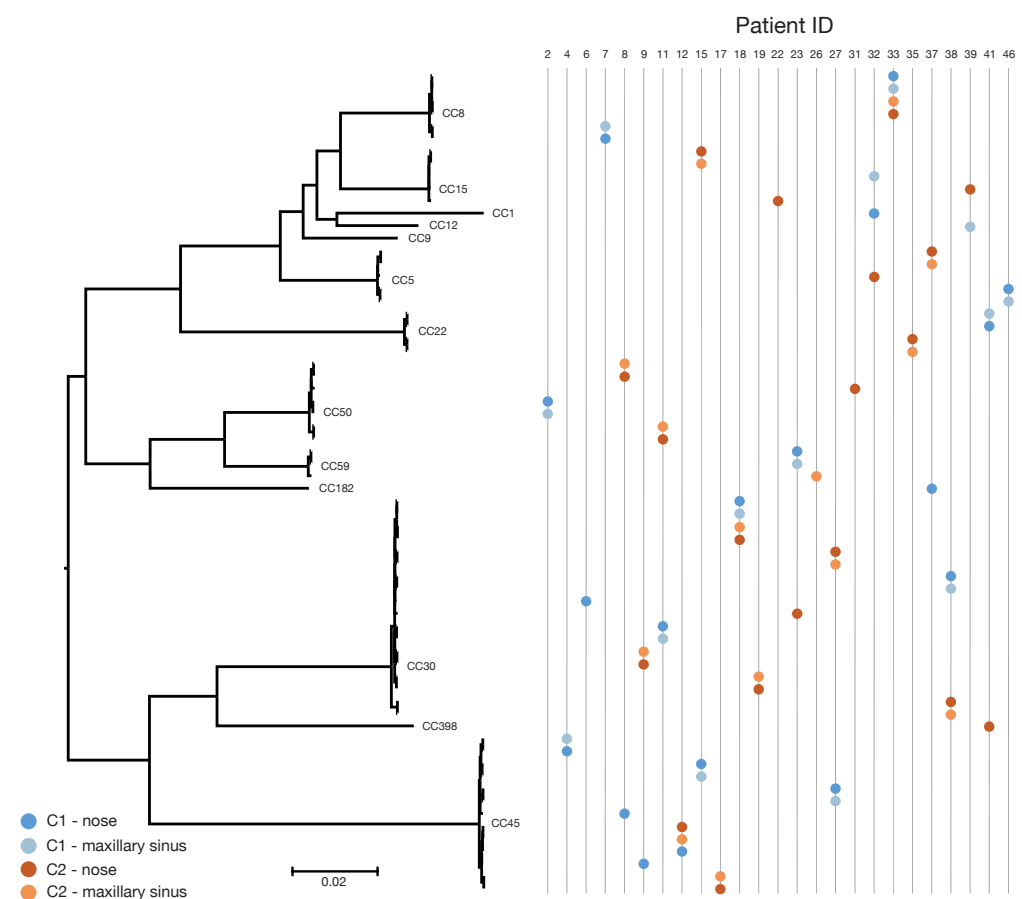 Patient ID
2 4 6 7 8 9 11 12 15 17 18 19 22 23 26 27 31 32 33 35 37 38 39 41 46
CC8
CC15
CC1
CC12
CC9
CC5
CC22
CC50
CC59
CC182
CC30
CC398
CC45
C1 - nose
C1 - maxillary sinus
C2 - nose
C2 - maxillary sinus
0.02